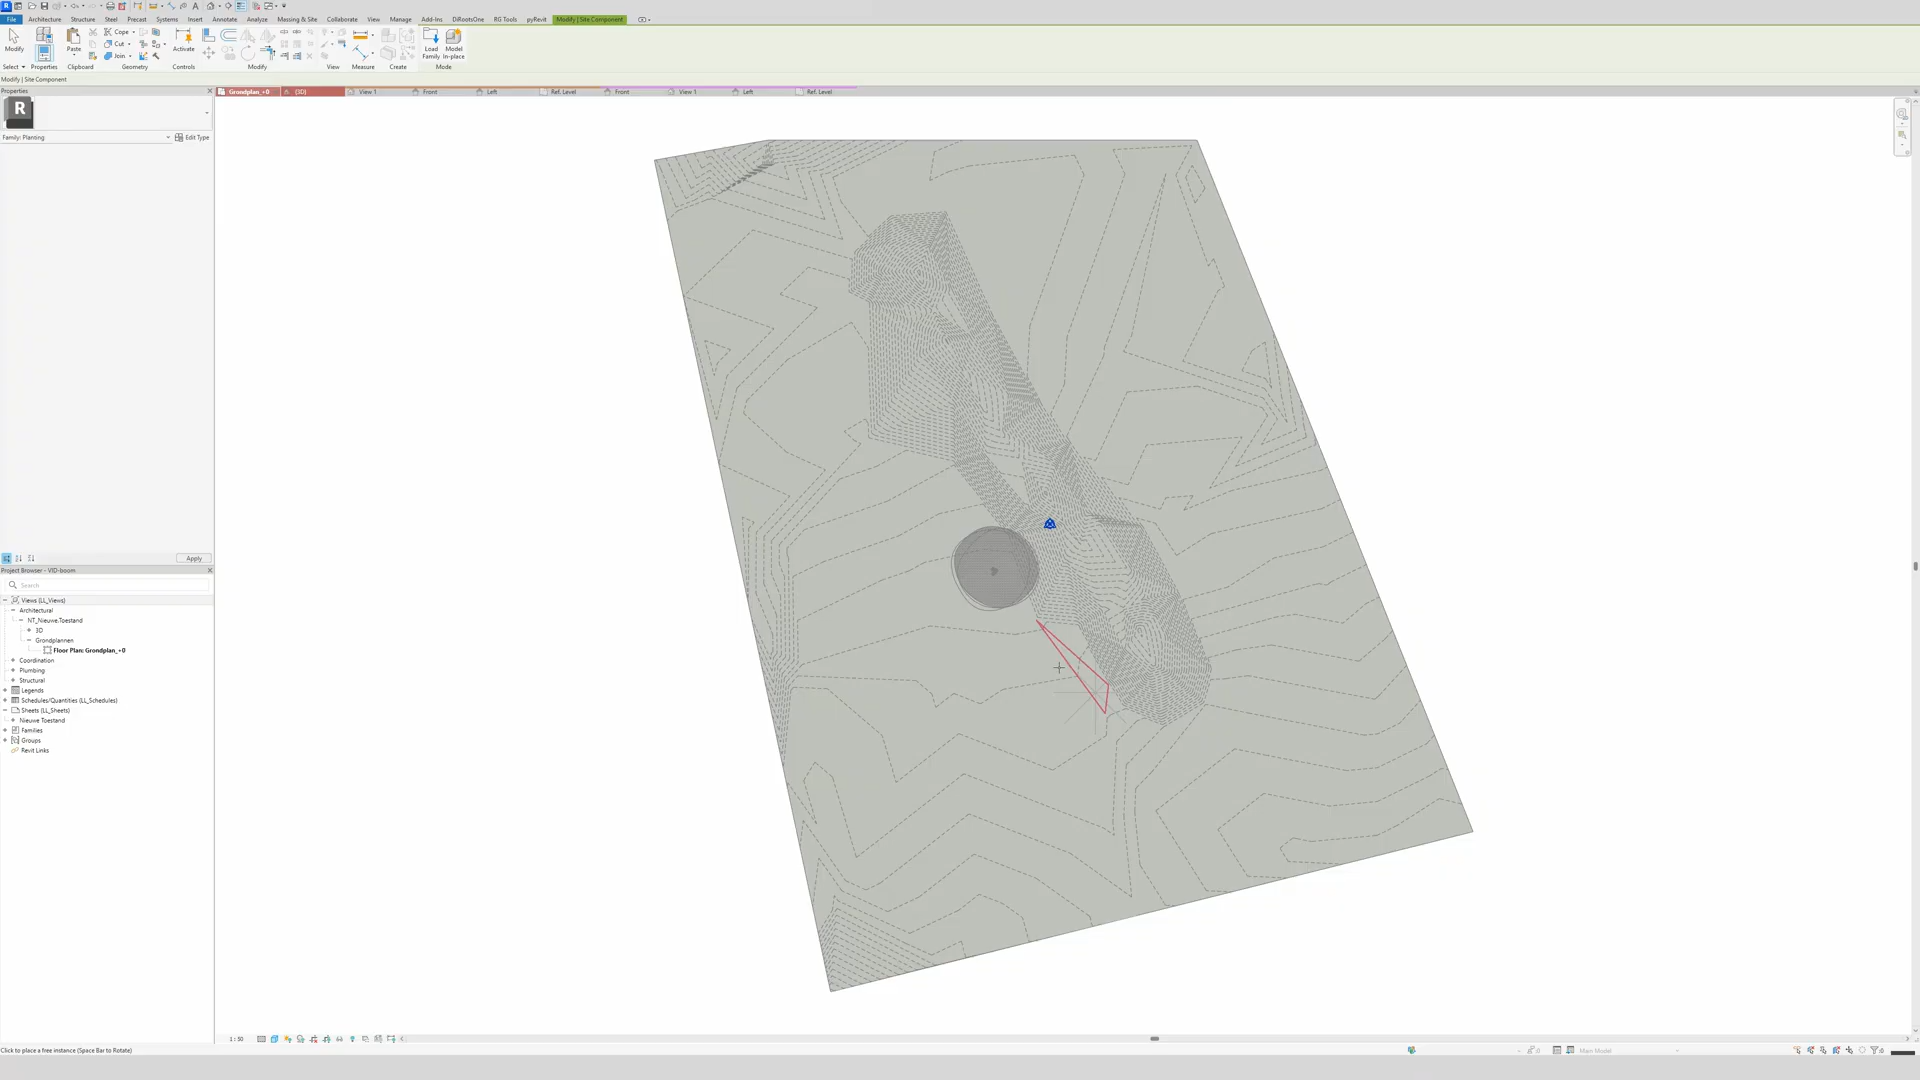 File Architecture Structure Steel Precast Systems Insert Annotate Analyze Massing & Site Collaborate View Manage Add-Ins DiRootsOne RG Tools pyRevit Modify | Site Component
Modify Paste Cope Cut Join Activate Load Family Model In-place
Select Properties Clipboard Geometry Controls Modify View Measure Create Mode
Modify | Site Component
Properties Grondplan_+0 {3D} View 1 Front Left Ref. Level Front View 1 Left Ref. Level
R
Family: Planting Edit Type
Apply
Project Browser - VID-boom
Search
Views (LL_Views)
Architectural
NT_Nieuwe.Toestand
3D
Grondplannen
Floor Plan: Grondplan_+0
Coordination
Plumbing
Structural
Legends
Schedules/Quantities (LL_Schedules)
Sheets (LL_Sheets)
Nieuwe Toestand
Families
Groups
Revit Links
1 : 50
Click to place a free instance (Space Bar to Rotate) Main Model